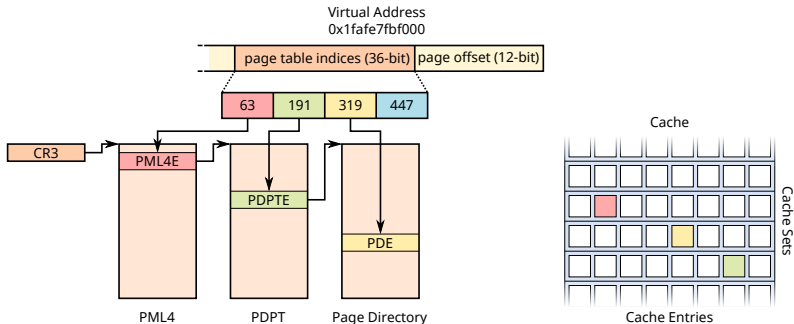 Virtual Address
0x1fafe7fbf000
page table indices (36-bit)
page offset (12-bit)
63
191
319
447
CR3
PML4E
PDPTE
PDE
PML4
PDPT
Page Directory
Cache
Cache Sets
Cache Entries